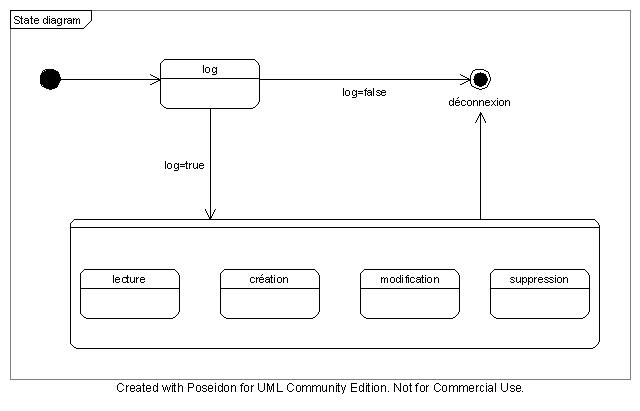 State diagram
log
log=false
déconnexion
log=true
lecture
création
modification
suppression
Created with Poseidon for UML Community Edition. Not for Commercial Use.